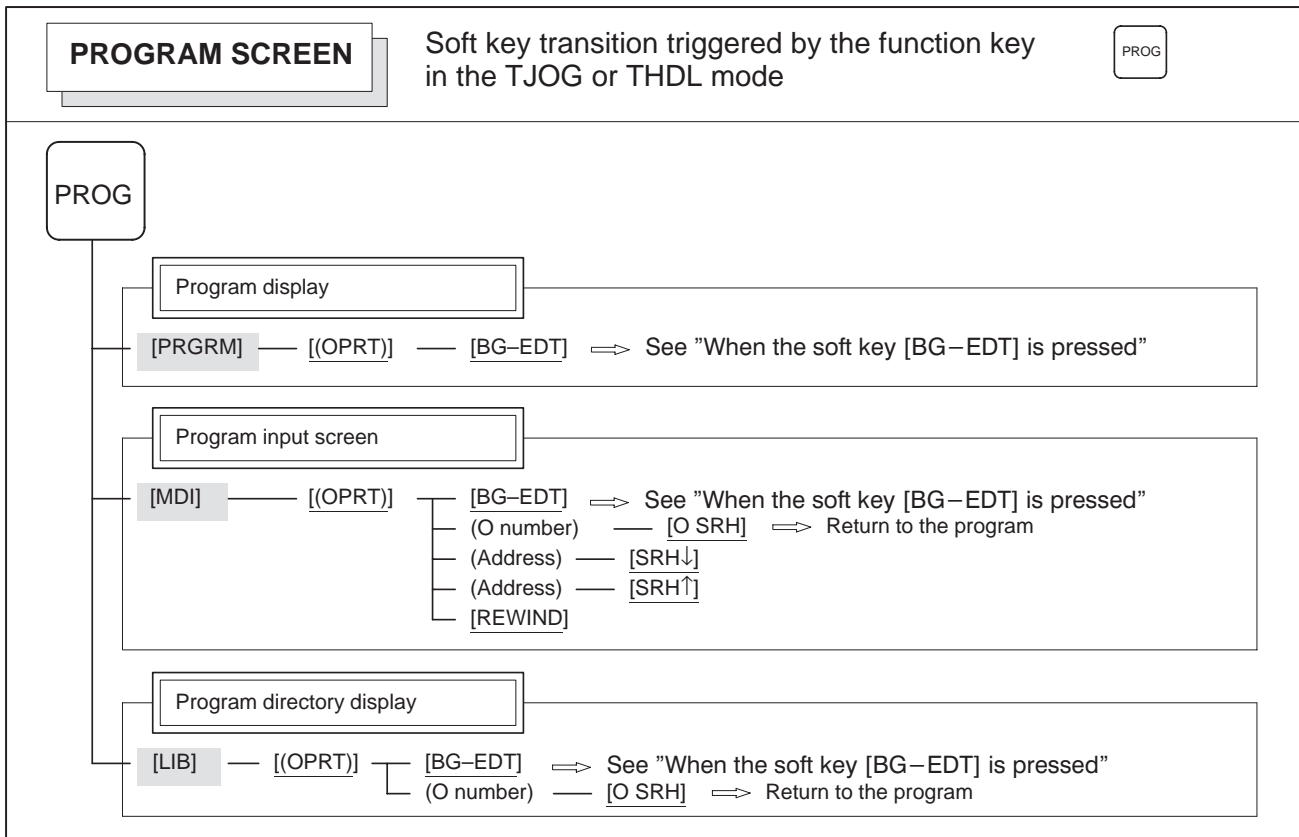 PROGRAM SCREEN
Soft key transition triggered by the function key
in the TJOG or THDL mode
PROG
PROG
Program display
[PRGRM] [(OPRT)] [BG–EDT] See ”When the soft key [BG–EDT] is pressed”
Program input screen
[MDI] [(OPRT)] [BG–EDT] See ”When the soft key [BG–EDT] is pressed”
(O number) [O SRH] Return to the program
(Address) [SRH↓]
(Address) [SRH↑]
[REWIND]
Program directory display
[LIB] [(OPRT)] [BG–EDT] See ”When the soft key [BG–EDT] is pressed”
(O number) [O SRH] Return to the program